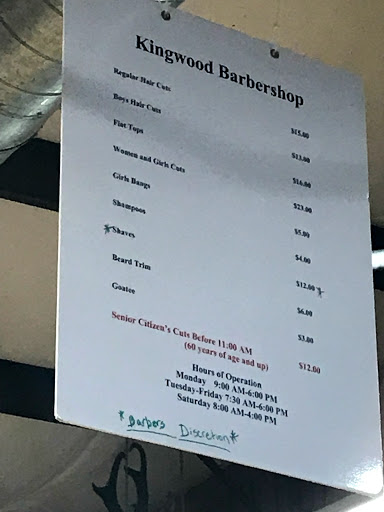 Kingwood Barbershop
Regular Hair Cuts $15.00
Boys Hair Cuts $13.00
Flat Tops $16.00
Women and Girls Cuts $23.00
Girls Bangs $5.00
Shampoos $4.00
*Shaves $12.00*
Beard Trim $6.00
Goatee $3.00
Senior Citizen's Cuts Before 11:00 AM $12.00
(60 years of age and up)
Hours of Operation
Monday 9:00 AM-6:00 PM
Tuesday-Friday 7:30 AM-6:00 PM
Saturday 8:00 AM-4:00 PM
*Barbers Discretion*